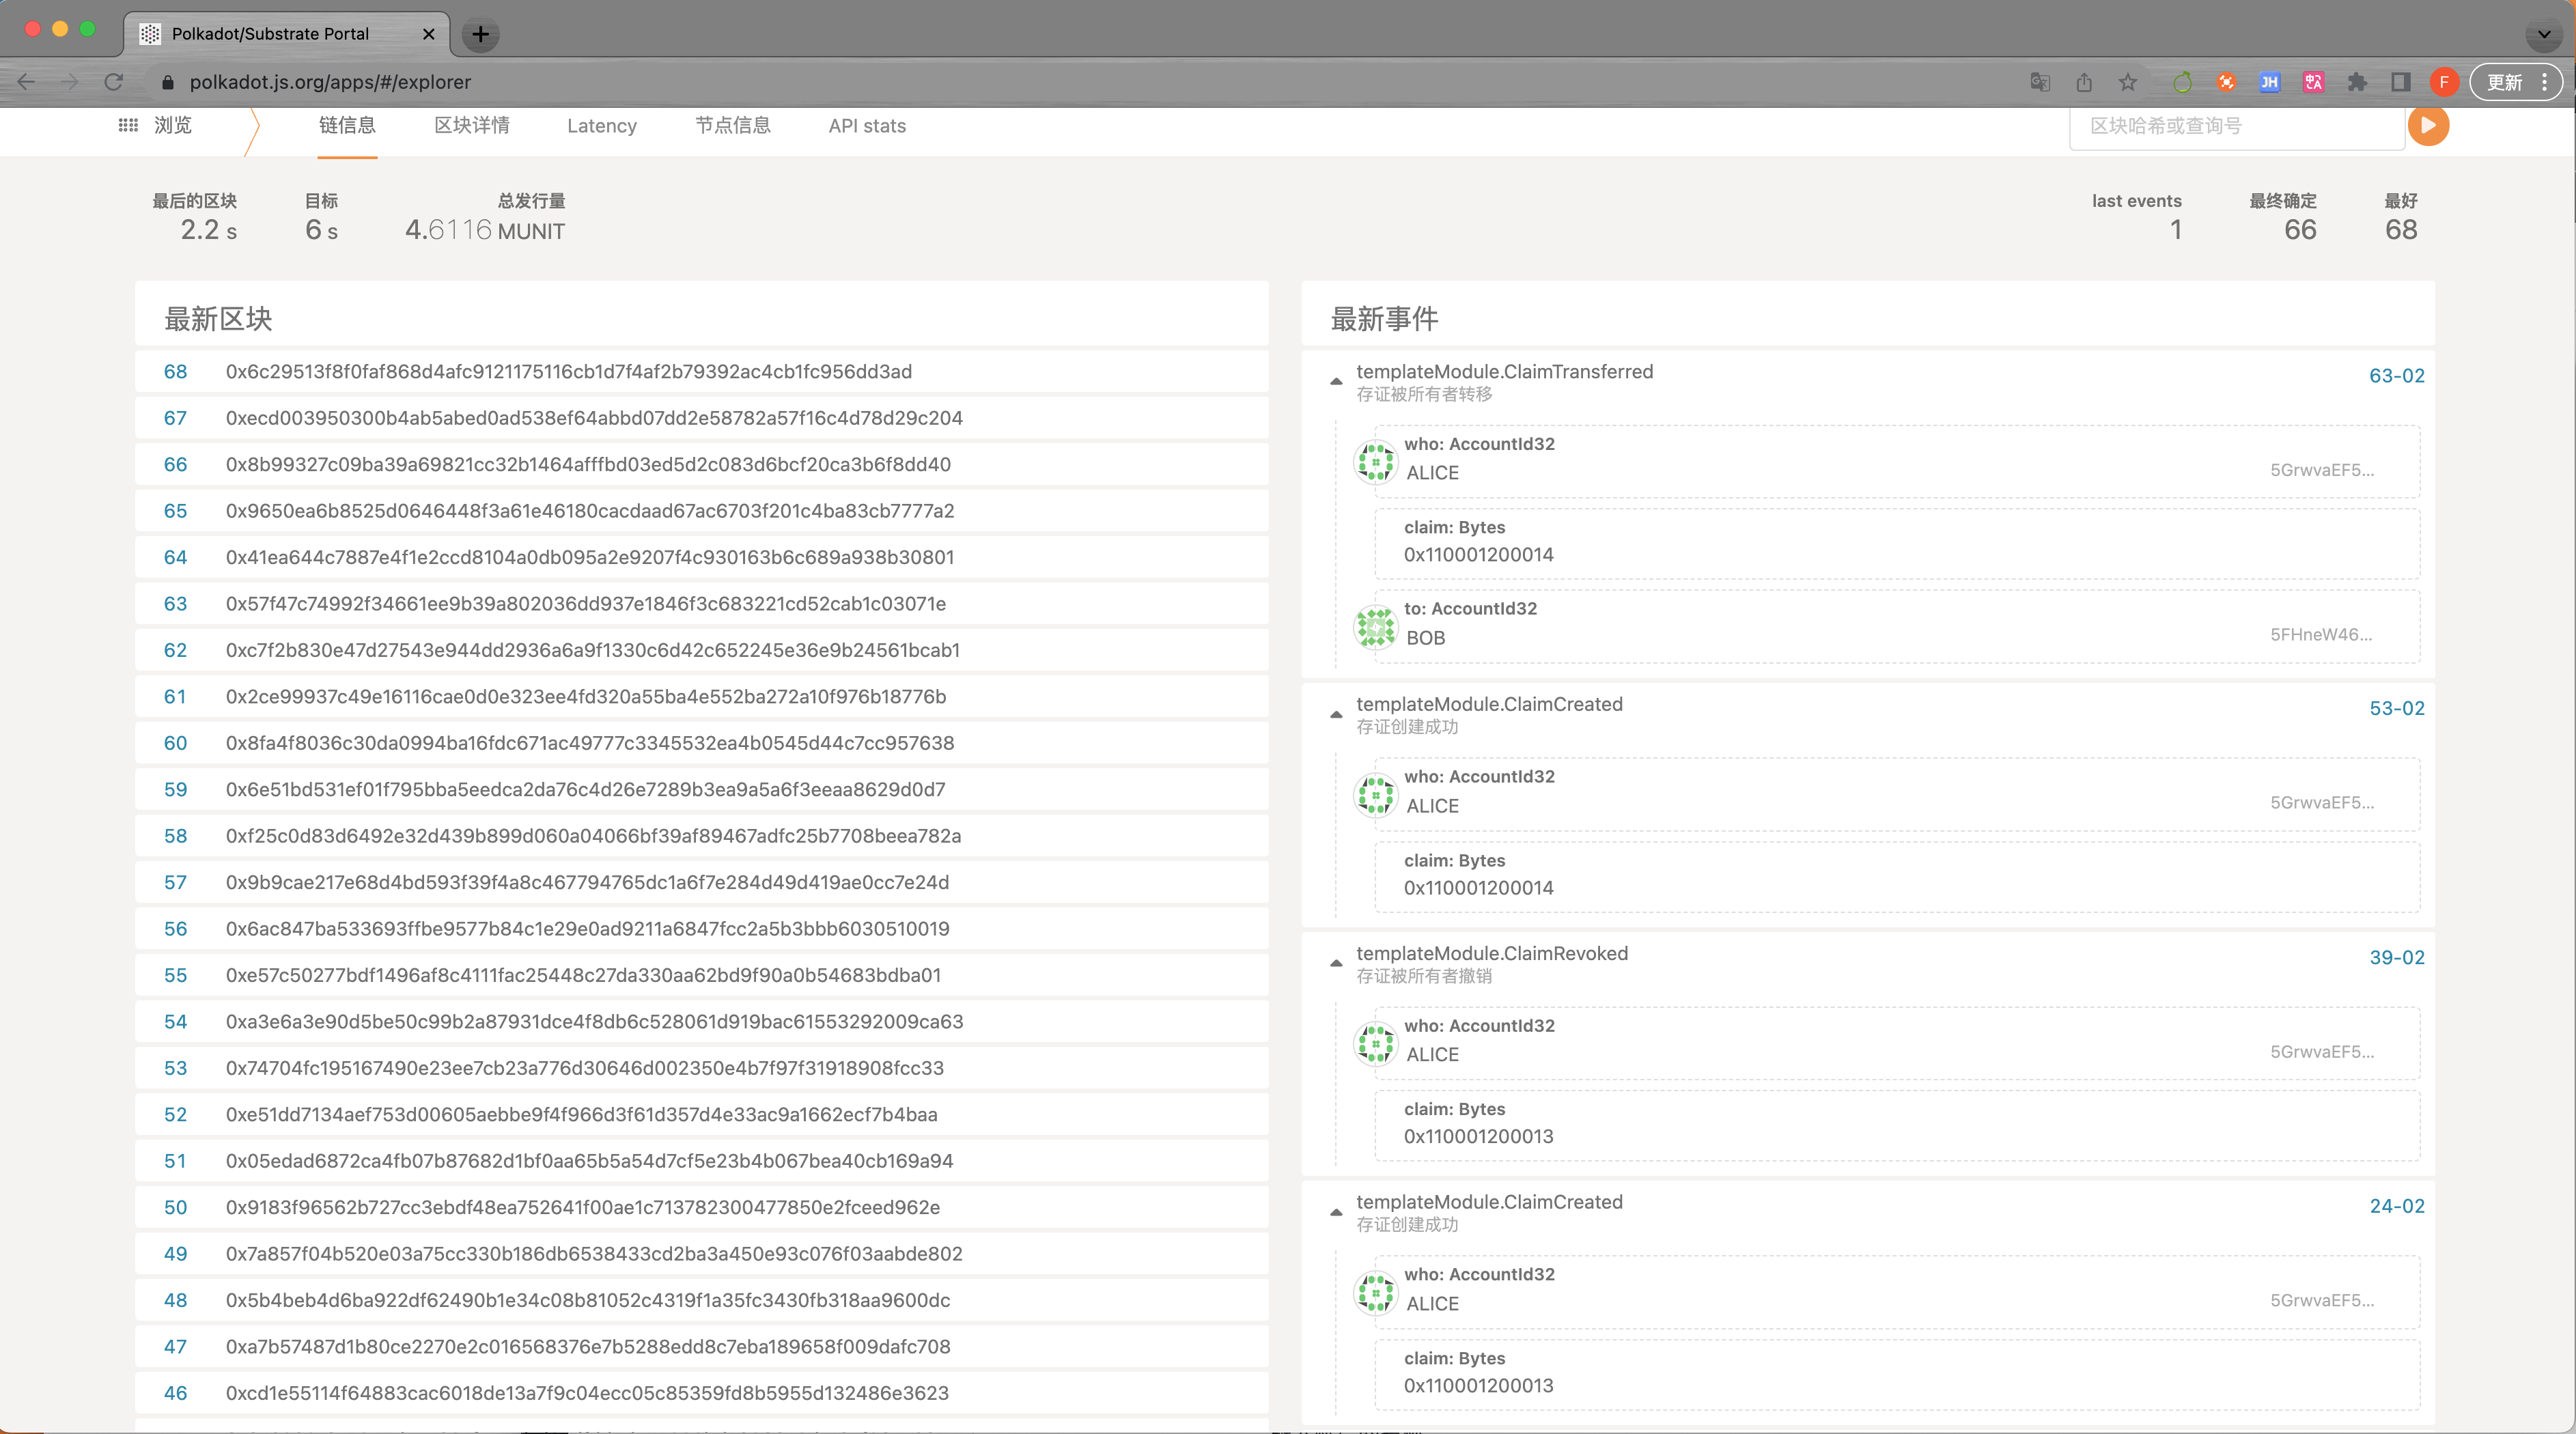 Polkadot/Substrate Portal
polkadot.js.org/apps/#/explorer
JH
中A
F
更新
浏览
链信息
区块详情
Latency
节点信息
API stats
区块哈希或查询号
最后的区块
2.2 s
目标
6 s
总发行量
4.6116 MUNIT
last events
1
最终确定
66
最好
68
最新区块
68 0x6c29513f8f0faf868d4afc9121175116cb1d7f4af2b79392ac4cb1fc956dd3ad
67 0xecd003950300b4ab5abed0ad538ef64abbd07dd2e58782a57f16c4d78d29c204
66 0x8b99327c09ba39a69821cc32b1464afffbd03ed5d2c083d6bcf20ca3b6f8dd40
65 0x9650ea6b8525d0646448f3a61e46180cacdaad67ac6703f201c4ba83cb7777a2
64 0x41ea644c7887e4f1e2ccd8104a0db095a2e9207f4c930163b6c689a938b30801
63 0x57f47c74992f34661ee9b39a802036dd937e1846f3c683221cd52cab1c03071e
62 0xc7f2b830e47d27543e944dd2936a6a9f1330c6d42c652245e36e9b24561bcab1
61 0x2ce99937c49e16116cae0d0e323ee4fd320a55ba4e552ba272a10f976b18776b
60 0x8fa4f8036c30da0994ba16fdc671ac49777c3345532ea4b0545d44c7cc957638
59 0x6e51bd531ef01f795bba5eedca2da76c4d26e7289b3ea9a5a6f3eeaa8629d0d7
58 0xf25c0d83d6492e32d439b899d060a04066bf39af89467adfc25b7708beea782a
57 0x9b9cae217e68d4bd593f39f4a8c467794765dc1a6f7e284d49d419ae0cc7e24d
56 0x6ac847ba533693ffbe9577b84c1e29e0ad9211a6847fcc2a5b3bbb6030510019
55 0xe57c50277bdf1496af8c4111fac25448c27da330aa62bd9f90a0b54683bdba01
54 0xa3e6a3e90d5be50c99b2a87931dce4f8db6c528061d919bac61553292009ca63
53 0x74704fc195167490e23ee7cb23a776d30646d002350e4b7f97f31918908fcc33
52 0xe51dd7134aef753d00605aebbe9f4f966d3f61d357d4e33ac9a1662ecf7b4baa
51 0x05edad6872ca4fb07b87682d1bf0aa65b5a54d7cf5e23b4b067bea40cb169a94
50 0x9183f96562b727cc3ebdf48ea752641f00ae1c713782300477850e2fceed962e
49 0x7a857f04b520e03a75cc330b186db6538433cd2ba3a450e93c076f03aabde802
48 0x5b4beb4d6ba922df62490b1e34c08b81052c4319f1a35fc3430fb318aa9600dc
47 0xa7b57487d1b80ce2270e2c016568376e7b5288edd8c7eba189658f009dafc708
46 0xcd1e55114f64883cac6018de13a7f9c04ecc05c85359fd8b5955d132486e3623
最新事件
templateModule.ClaimTransferred 63-02
存证被所有者转移
who: AccountId32
ALICE 5GrwvaEF5...
claim: Bytes
0x110001200014
to: AccountId32
BOB 5FHneW46...
templateModule.ClaimCreated 53-02
存证创建成功
who: AccountId32
ALICE 5GrwvaEF5...
claim: Bytes
0x110001200014
templateModule.ClaimRevoked 39-02
存证被所有者撤销
who: AccountId32
ALICE 5GrwvaEF5...
claim: Bytes
0x110001200013
templateModule.ClaimCreated 24-02
存证创建成功
who: AccountId32
ALICE 5GrwvaEF5...
claim: Bytes
0x110001200013